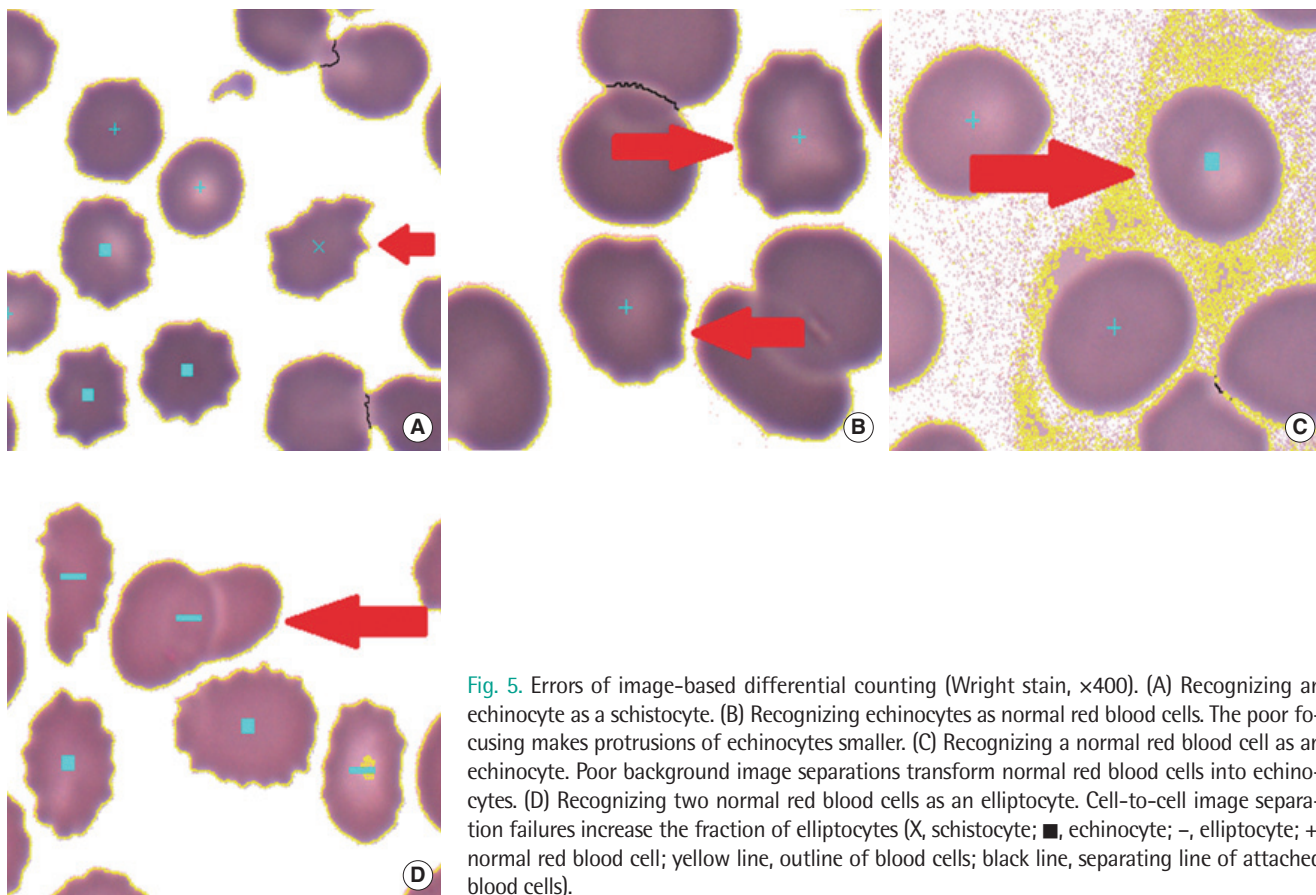 A
B
C
D
Fig. 5. Errors of image-based differential counting (Wright stain, ×400). (A) Recognizing an
echinocyte as a schistocyte. (B) Recognizing echinocytes as normal red blood cells. The poor fo-
cusing makes protrusions of echinocytes smaller. (C) Recognizing a normal red blood cell as an
echinocyte. Poor background image separations transform normal red blood cells into echino-
cytes. (D) Recognizing two normal red blood cells as an elliptocyte. Cell-to-cell image separa-
tion failures increase the fraction of elliptocytes (X, schistocyte; ■, echinocyte; –, elliptocyte; +,
normal red blood cell; yellow line, outline of blood cells; black line, separating line of attached
blood cells).